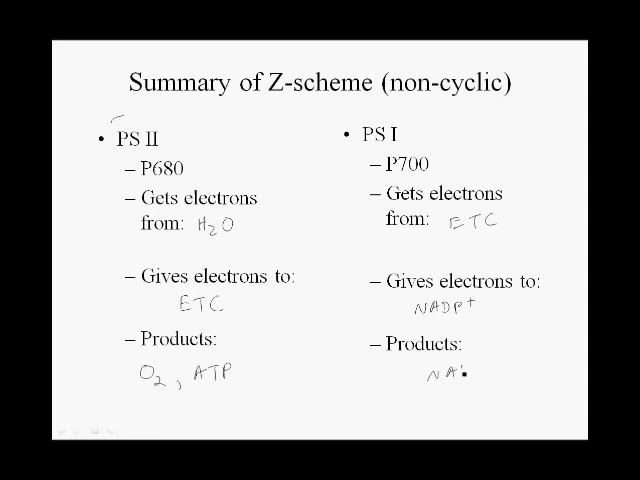 Summary of Z-scheme (non-cyclic)
• PS II
– P680
– Gets electrons
from: H2O
– Gives electrons to:
ETC
– Products:
O2, ATP
• PS I
– P700
– Gets electrons
from: ETC
– Gives electrons to:
NADP+
– Products:
NA